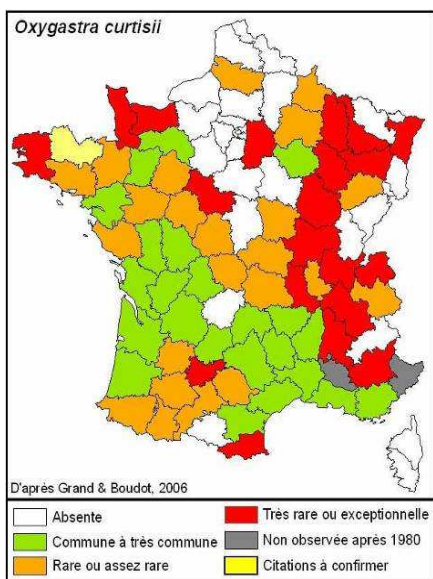 Oxygastra curtisii
D'après Grand & Boudot, 2006
Absente
Très rare ou exceptionnelle
Commune à très commune
Non observée après 1980
Rare ou assez rare
Citations à confirmer